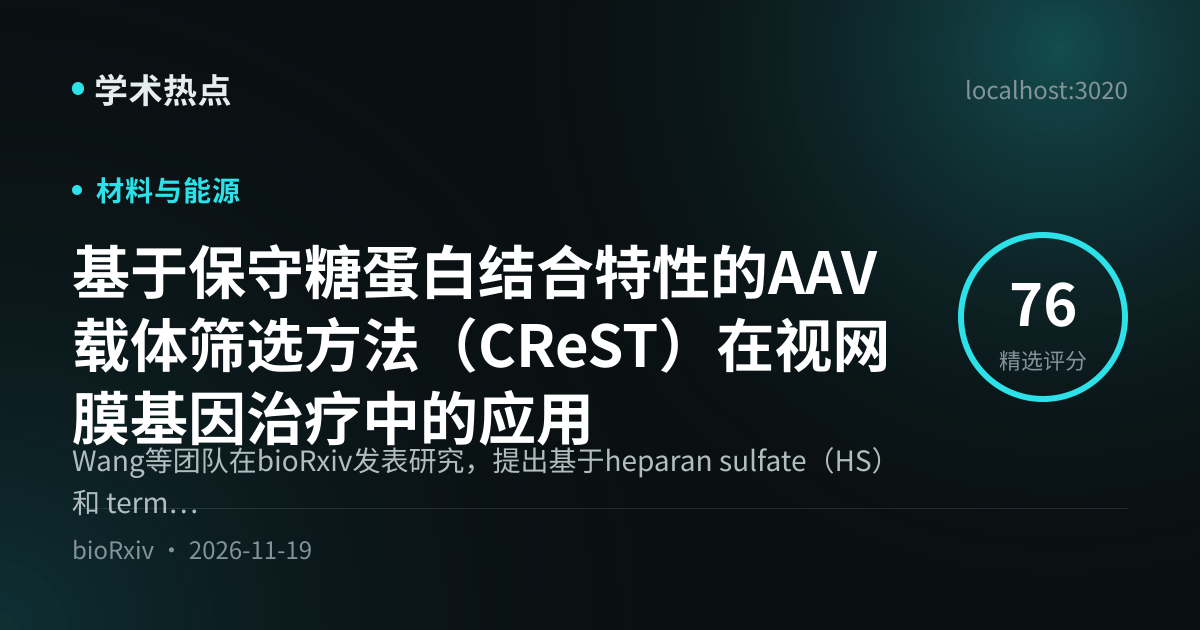 学术热点
localhost:3020
材料与能源
基于保守糖蛋白结合特性的AAV
载体筛选方法（CReST）在视网
膜基因治疗中的应用
76
精选评分
Wang等团队在bioRxiv发表研究，提出基于heparan sulfate（HS）
和 term…
bioRxiv · 2026-11-19